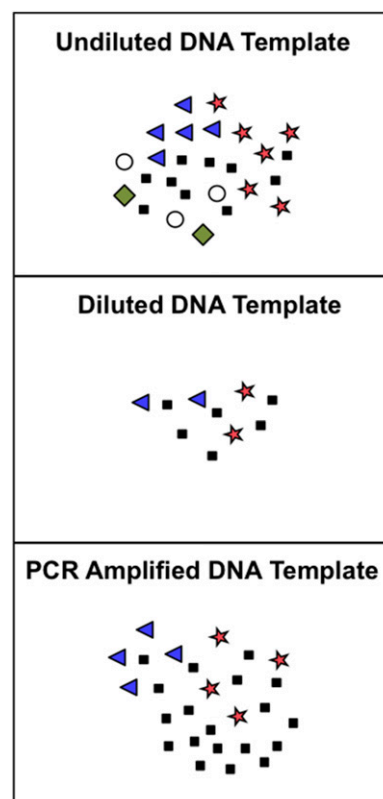 Undiluted DNA Template
Diluted DNA Template
PCR Amplified DNA Template